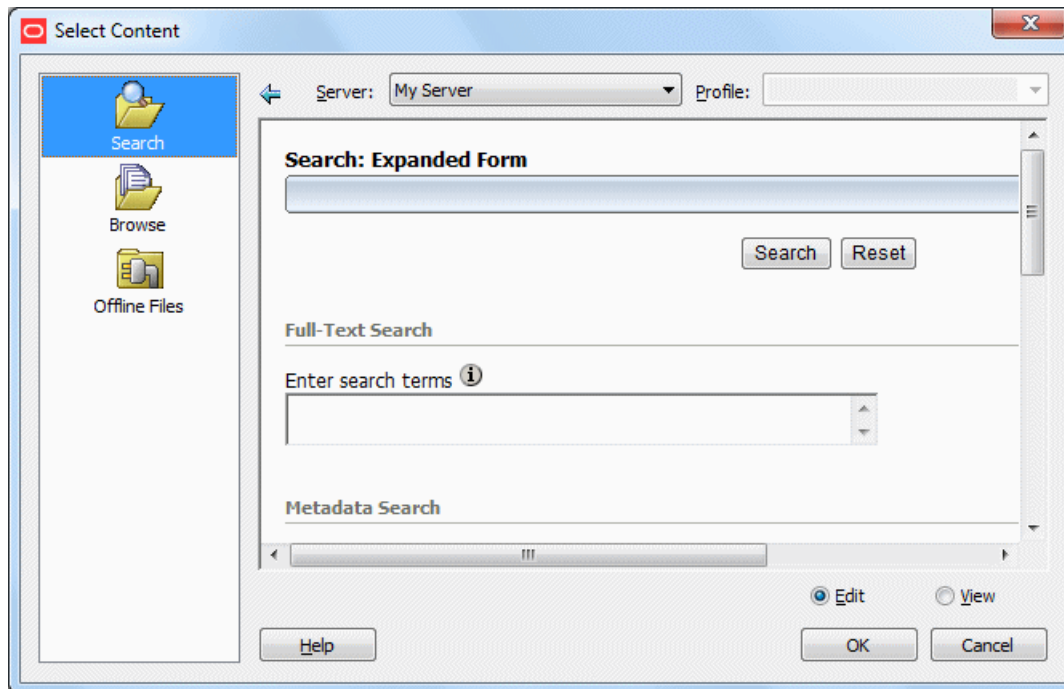 Select Content
Search
Browse
Offline Files
Server: My Server Profile:
Search: Expanded Form
Search Reset
Full-Text Search
Enter search terms
Metadata Search
Edit View
Help OK Cancel